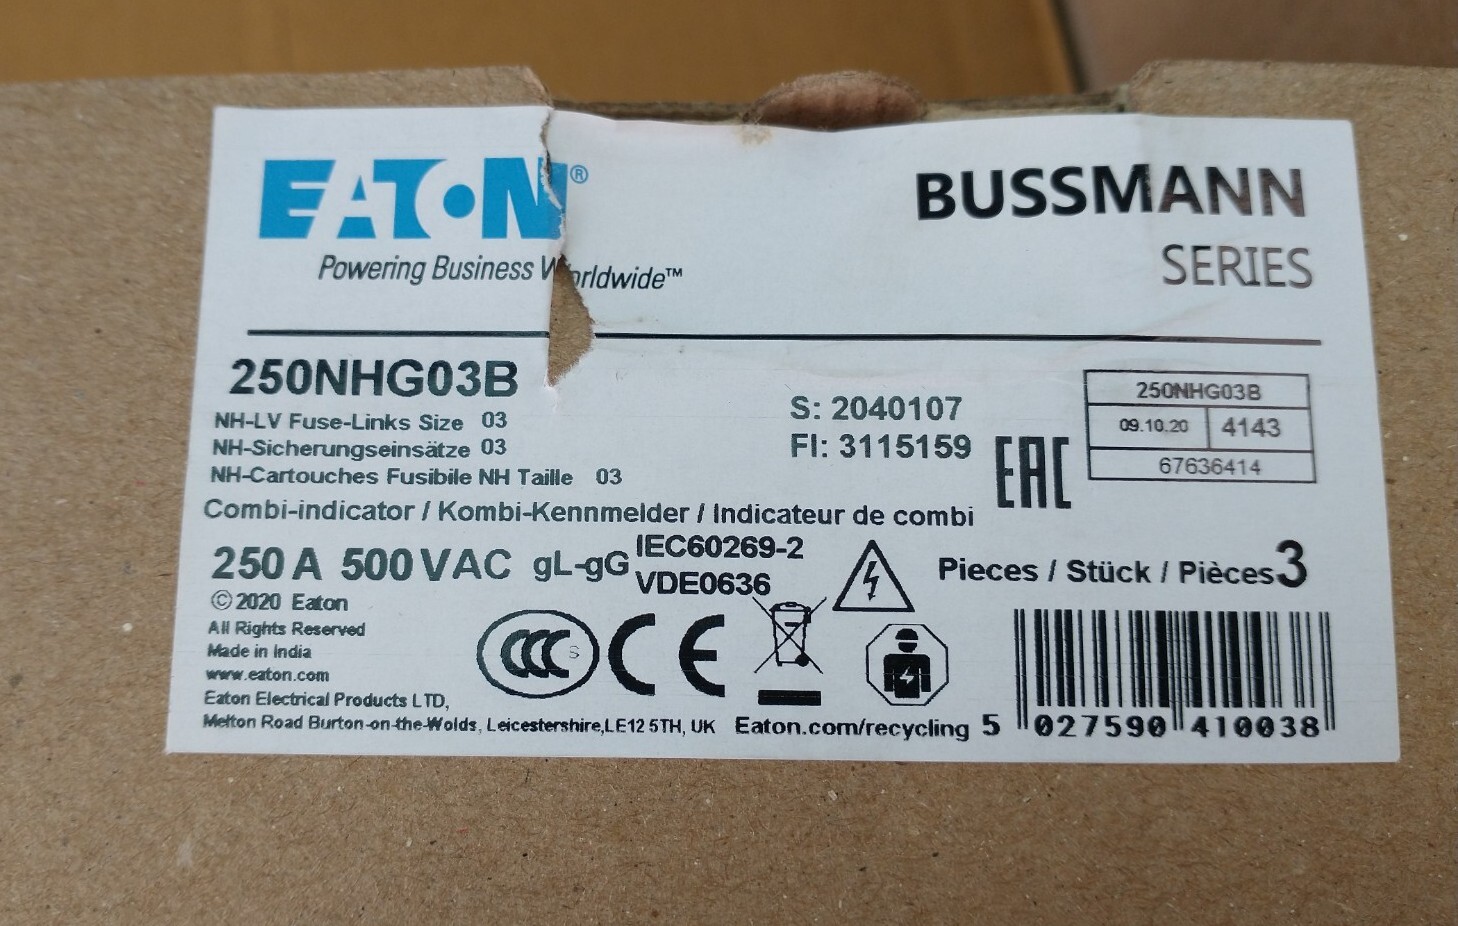 EATON®
Powering Business Worldwide™
BUSSMANN
SERIES
250NHG03B
NH-LV Fuse-Links Size 03
NH-Sicherungseinsätze 03
NH-Cartouches Fusibile NH Taille 03
S: 2040107
FI: 3115159
EAC
250NHG03B
09.10.20 4143
67636414
Combi-indicator / Kombi-Kennmelder / Indicateur de combi
250 A 500 VAC gL-gG
IEC60269-2
VDE0636
Pieces / Stück / Pièces 3
© 2020 Eaton
All Rights Reserved
Made in India
www.eaton.com
Eaton Electrical Products LTD,
Melton Road Burton-on-the-Wolds, Leicestershire,LE12 5TH, UK
CCC S
CE
Eaton.com/recycling
5 027590 410038